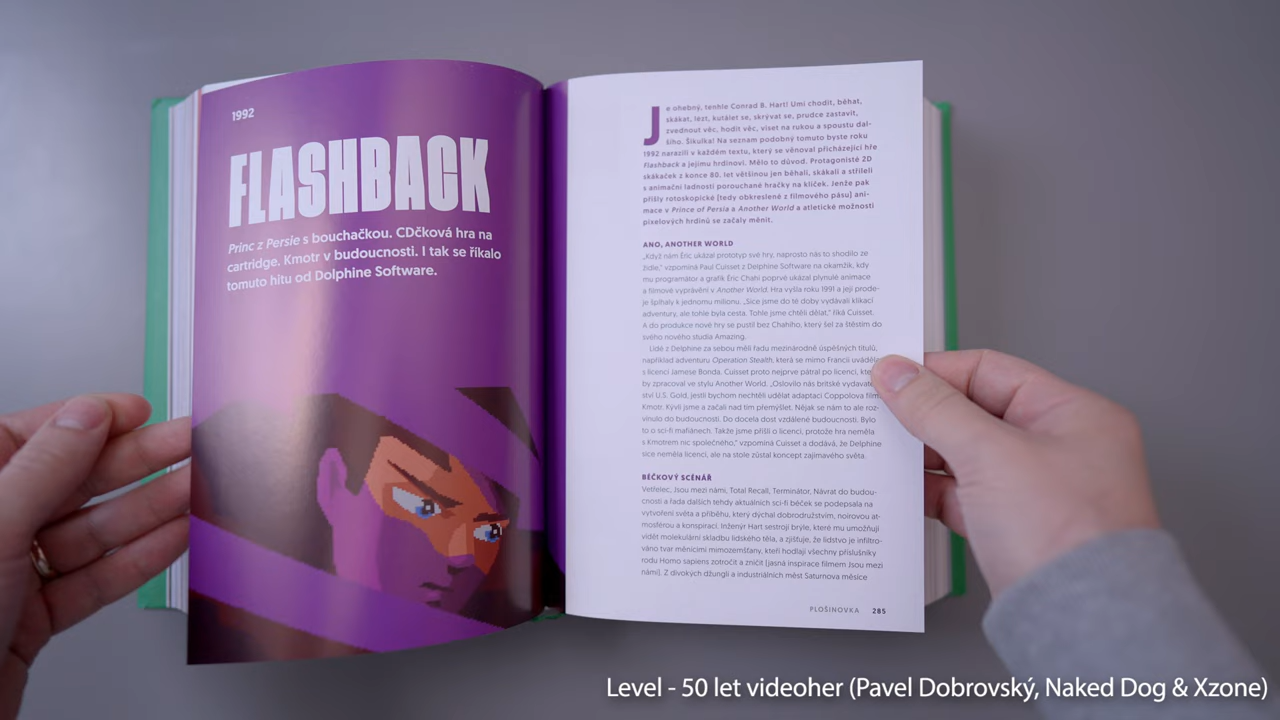 1992
FLASHBACK
Princ z Persie s bouchačkou. CDčková hra na
cartridge. Kmotr v budoucnosti. I tak se říkalo
tomuto hitu od Dolphine Software.
Je ohebný, tenhle Conrad B. Hart! Umí chodit, běhat,
skákat, lézt, kutálet se, skrývat se, prudce zastavit,
zvednout věc, hodit věc, viset na rukou a spoustu dal-
šího. Šikulka! Na seznam podobný tomuto byste roku
1992 narazili v každém textu, který se věnoval přicházející hře
Flashback a jejímu hrdinovi. Mělo to důvod. Protagonisté 2D
skákaček z konce 80. let většinou jen běhali, skákali a stříleli
s animační ladností porouchané hračky na klíček. Jenže pak
přišly rotoskopické [tedy obkreslené z filmového pásu] ani-
mace v Prince of Persia a Another World a atletické možnosti
pixelových hrdinů se začaly měnit.
ANO, ANOTHER WORLD
„Když nám Éric ukázal prototyp své hry, naprosto nás to shodilo ze
židle," vzpomíná Paul Cuisset z Delphine Software na okamžik, kdy
mu programátor a grafik Éric Chahi poprvé ukázal plynulé animace
a filmové vyprávění v Another World. Hra vyšla roku 1991 a její prode-
je šplhaly k jednomu milionu. „Sice jsme do té doby vydávali klikací
adventury, ale tohle byla cesta. Tohle jsme chtěli dělat," říká Cuisset.
A do produkce nové hry se pustil bez Chahiho, který šel za štěstím do
svého nového studia Amazing.
Lidé z Delphine za sebou měli řadu mezinárodně úspěšných titulů,
například adventuru Operation Stealth, která se mimo Francii uváděla
s licencí Jamese Bonda. Cuisset proto nejprve pátral po licenci, kte
by zpracoval ve stylu Another World. „Oslovilo nás britské vydavate
ství U.S. Gold, jestli bychom nechtěli udělat adaptaci Coppolova film
Kmotr. Kývli jsme a začali nad tím přemýšlet. Nějak se nám to ale roz-
vinulo do budoucnosti. Do docela dost vzdálené budoucnosti. Bylo
to o sci-fi mafiánech. Takže jsme přišli o licenci, protože hra neměla
s Kmotrem nic společného," vzpomíná Cuisset a dodává, že Delphine
sice neměla licenci, ale na stole zůstal koncept zajímavého světa.
BÉČKOVÝ SCÉNÁŘ
Vetřelec, Jsou mezi námi, Total Recall, Terminátor, Návrat do budou-
cnosti a řada dalších tehdy aktuálních sci-fi béček se podepsala na
vytvoření světa a příběhu, který dýchal dobrodružstvím, noirovou at-
mosférou a konspirací. Inženýr Hart sestrojí brýle, které mu umožňují
vidět molekulární skladbu lidského těla, a zjišťuje, že lidstvo je infiltro-
váno tvar měnícími mimozemšťany, kteří hodlají všechny příslušníky
rodu Homo sapiens zotročit a zničit [jasná inspirace filmem Jsou mezi
námi]. Z divokých džunglí a industriálních měst Saturnova měsíce
PLOŠINOVKA 285
Level - 50 let videoher (Pavel Dobrovský, Naked Dog & Xzone)